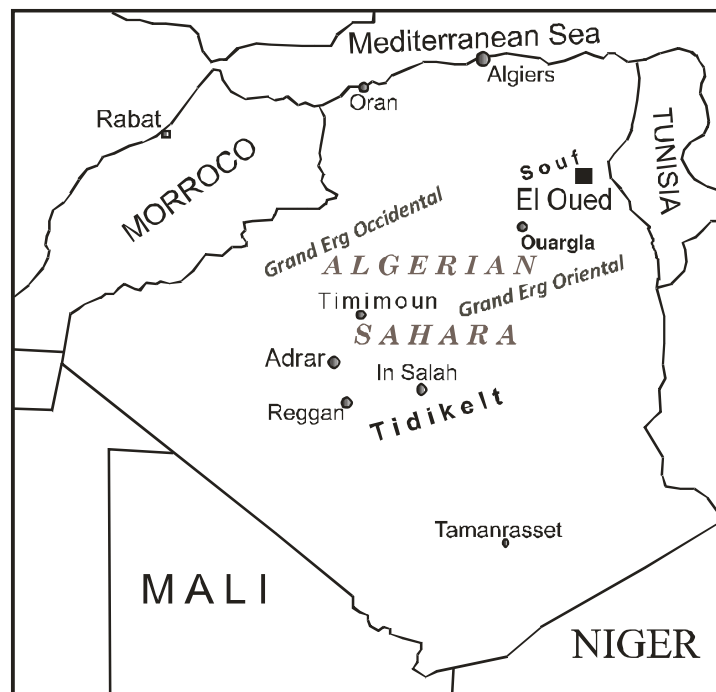 Mediterranean Sea
Algiers
Oran
Rabat
MORROCO
TUNISIA
Souf
El Oued
Ouargla
Grand Erg Occidental
ALGERIAN
Grand Erg Oriental
Timimoun
SAHARA
Adrar
In Salah
Reggan
Tidikelt
Tamanrasset
MALI
NIGER